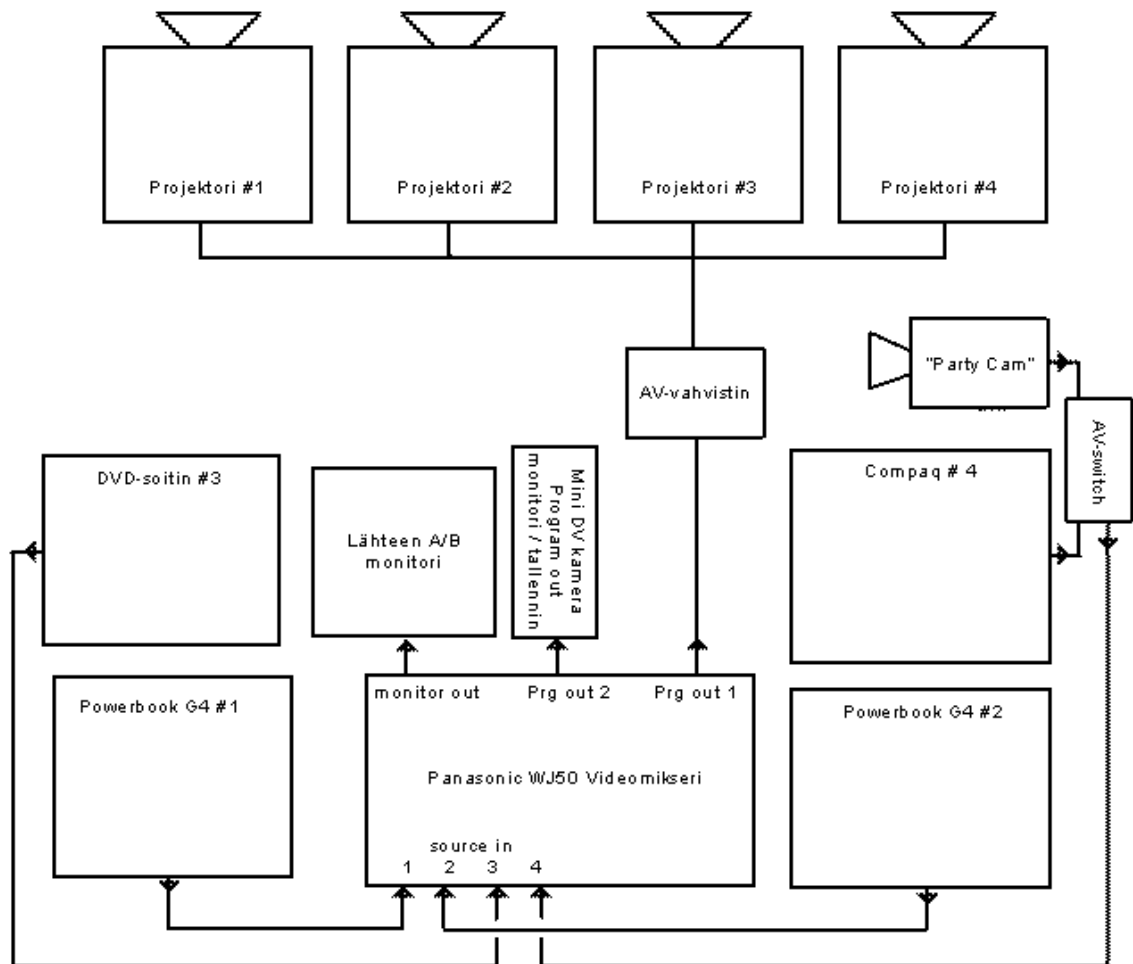 Projektori #1
Projektori #2
Projektori #3
Projektori #4
"Party Cam"
AV-vahvistin
AV-switch
DVD-soitin #3
Lähteen A/B
monitori
Mini DV kamera
Program out
monitori / tallennin
Compaq # 4
Powerbook G4 #1
monitor out
Prg out 2
Prg out 1
Powerbook G4 #2
Panasonic WJ50 Videomikseri
source in
1 2 3 4